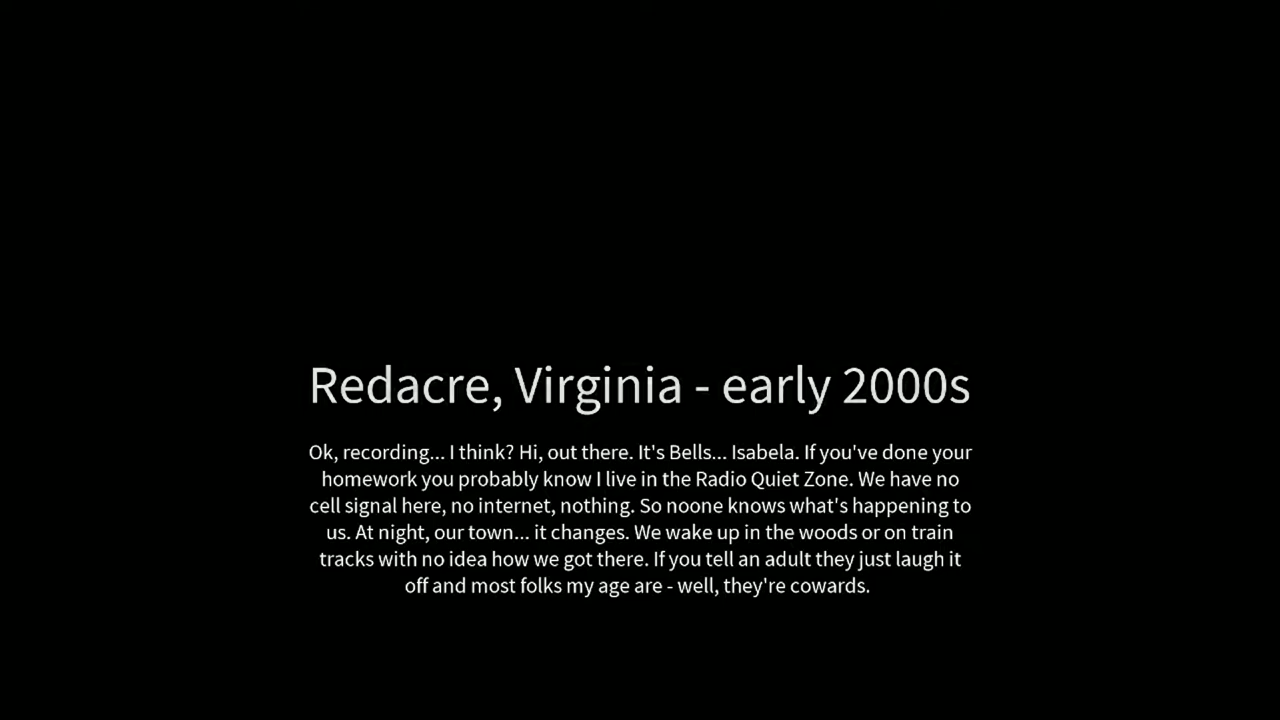 Redacre, Virginia - early 2000s
Ok, recording... I think? Hi, out there. It's Bells... Isabela. If you've done your
homework you probably know I live in the Radio Quiet Zone. We have no
cell signal here, no internet, nothing. So noone knows what's happening to
us. At night, our town... it changes. We wake up in the woods or on train
tracks with no idea how we got there. If you tell an adult they just laugh it
off and most folks my age are - well, they're cowards.